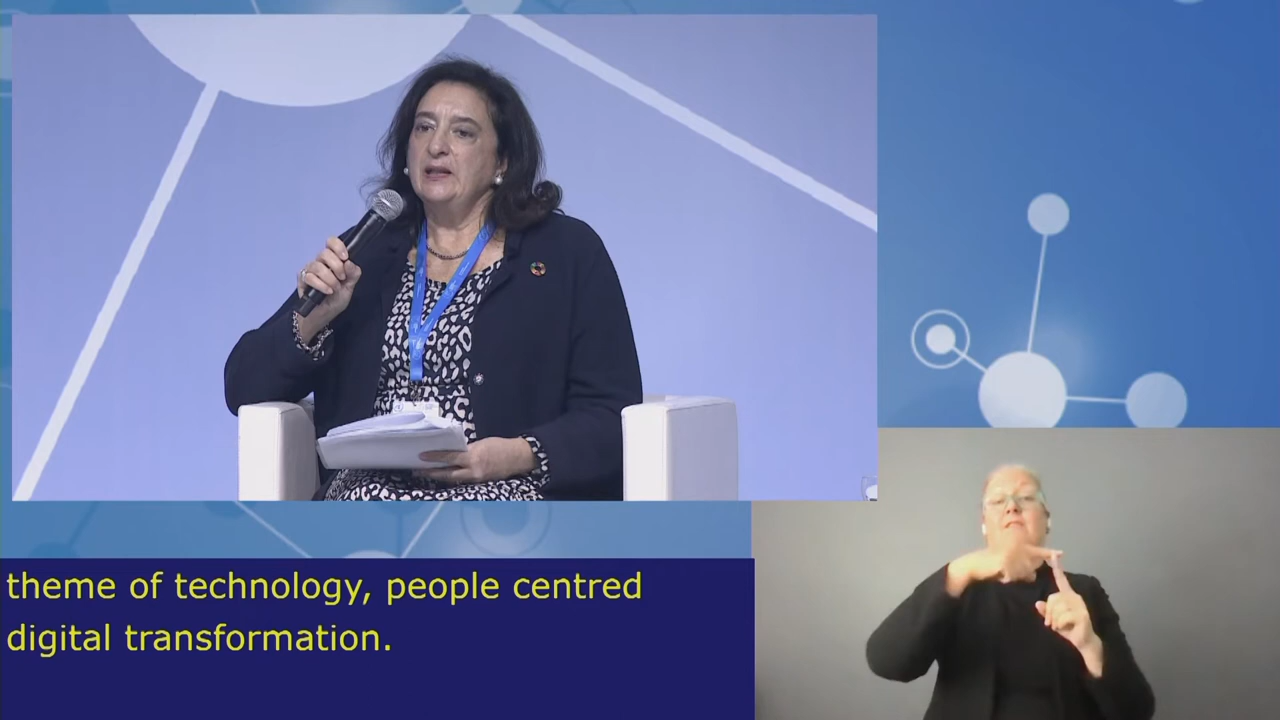 theme of technology, people centred
digital transformation.